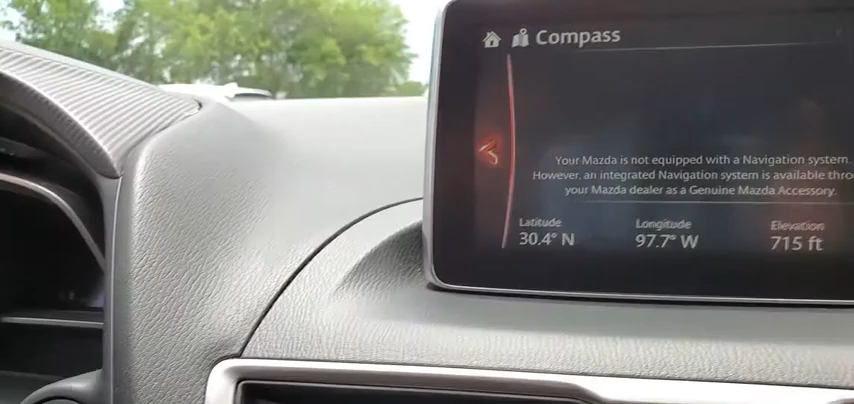 Compass
Your Mazda is not equipped with a Navigation system.
However, an integrated Navigation System is available thro
your Mazda dealer as a Genuine Mazda Accessory.
Latitude Longitude Elevation
30.4° N 97.7° W 715 ft